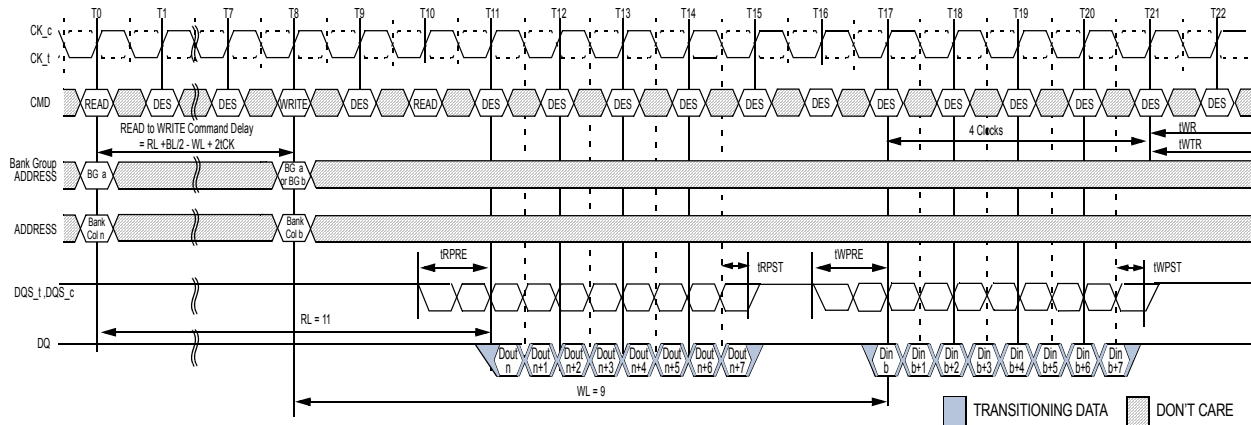 T0 T1 T7 T8 T9 T10 T11 T12 T13 T14 T15 T16 T17 T18 T19 T20 T21 T22
CK_c
CK_t
CMD READ DES DES WRITE DES READ DES DES DES DES DES DES DES DES DES DES DES DES
READ to WRITE Command Delay
= RL +BL/2 - WL + 2tCK
4 Clocks
tWR
tWTR
Bank Group
ADDRESS
BG a
BG a
or BG b
ADDRESS
Bank
Col n
Bank
Col b
tRPRE
tRPST
tWPRE
tWPST
DQS_t ,DQS_c
RL = 11
DQ
Dout
n
Dout
n+1
Dout
n+2
Dout
n+3
Dout
n+4
Dout
n+5
Dout
n+6
Dout
n+7
Din
b
Din
b+1
Din
b+2
Din
b+3
Din
b+4
Din
b+5
Din
b+6
Din
b+7
WL = 9
TRANSITIONING DATA
DON'T CARE